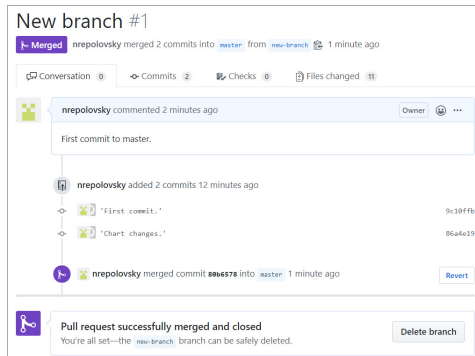 New branch #1
Merged nrepolovsky merged 2 commits into master from new-branch 1 minute ago
Conversation 0 Commits 2 Checks 0 Files changed 11
nrepolovsky commented 2 minutes ago Owner
First commit to master.
nrepolovsky added 2 commits 12 minutes ago
'First commit.' 9c10ffb
'Chart changes.' 86a4e19
nrepolovsky merged commit 80b6578 into master 1 minute ago Revert
Pull request successfully merged and closed
You're all set—the new-branch branch can be safely deleted.
Delete branch